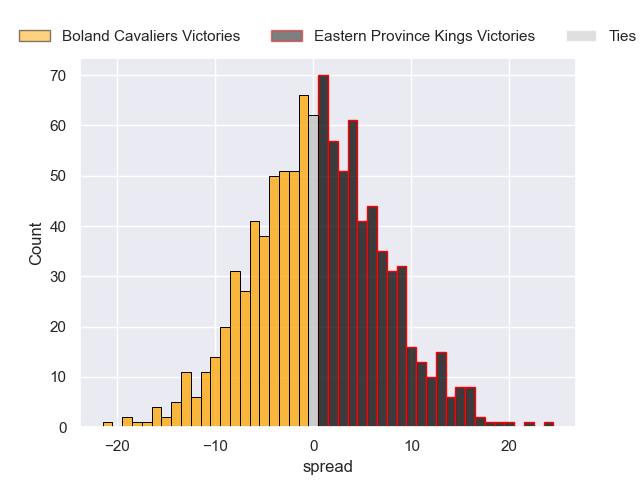 Boland Cavaliers Victories Eastern Province Kings Victories Ties
70
60
50
40
30
20
10
0
Count
−20 −10 0 10 20
spread